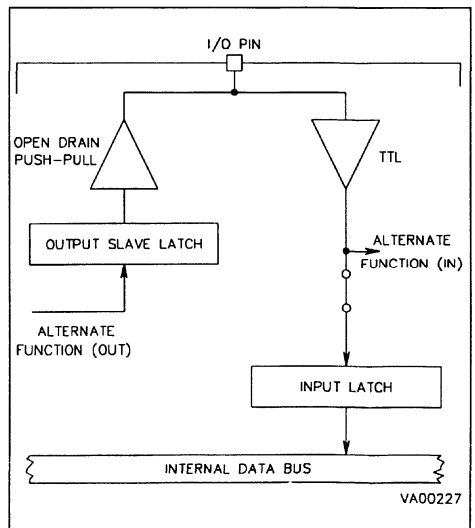 I/O PIN
OPEN DRAIN
PUSH-PULL
TTL
OUTPUT SLAVE LATCH
ALTERNATE
FUNCTION (IN)
ALTERNATE
FUNCTION (OUT)
INPUT LATCH
INTERNAL DATA BUS
VA00227